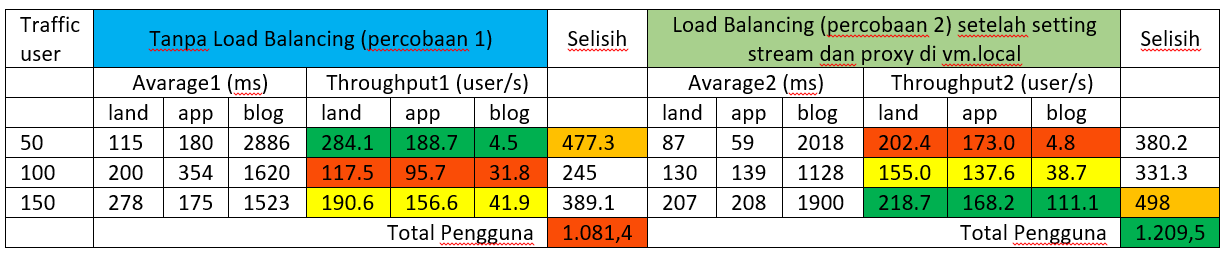 Traffic user Tanpa Load Balancing (percobaan 1) Selisih Load Balancing (percobaan 2) setelah setting stream dan proxy di vm.local Selisih
Avarage1 (ms) Throughput1 (user/s) Avarage2 (ms) Throughput2 (user/s)
land app blog land app blog land app blog land app blog
50 115 180 2886 284.1 188.7 4.5 477.3 87 59 2018 202.4 173.0 4.8 380.2
100 200 354 1620 117.5 95.7 31.8 245 130 139 1128 155.0 137.6 38.7 331.3
150 278 175 1523 190.6 156.6 41.9 389.1 207 208 1900 218.7 168.2 111.1 498
Total Pengguna 1.081,4 Total Pengguna 1.209,5